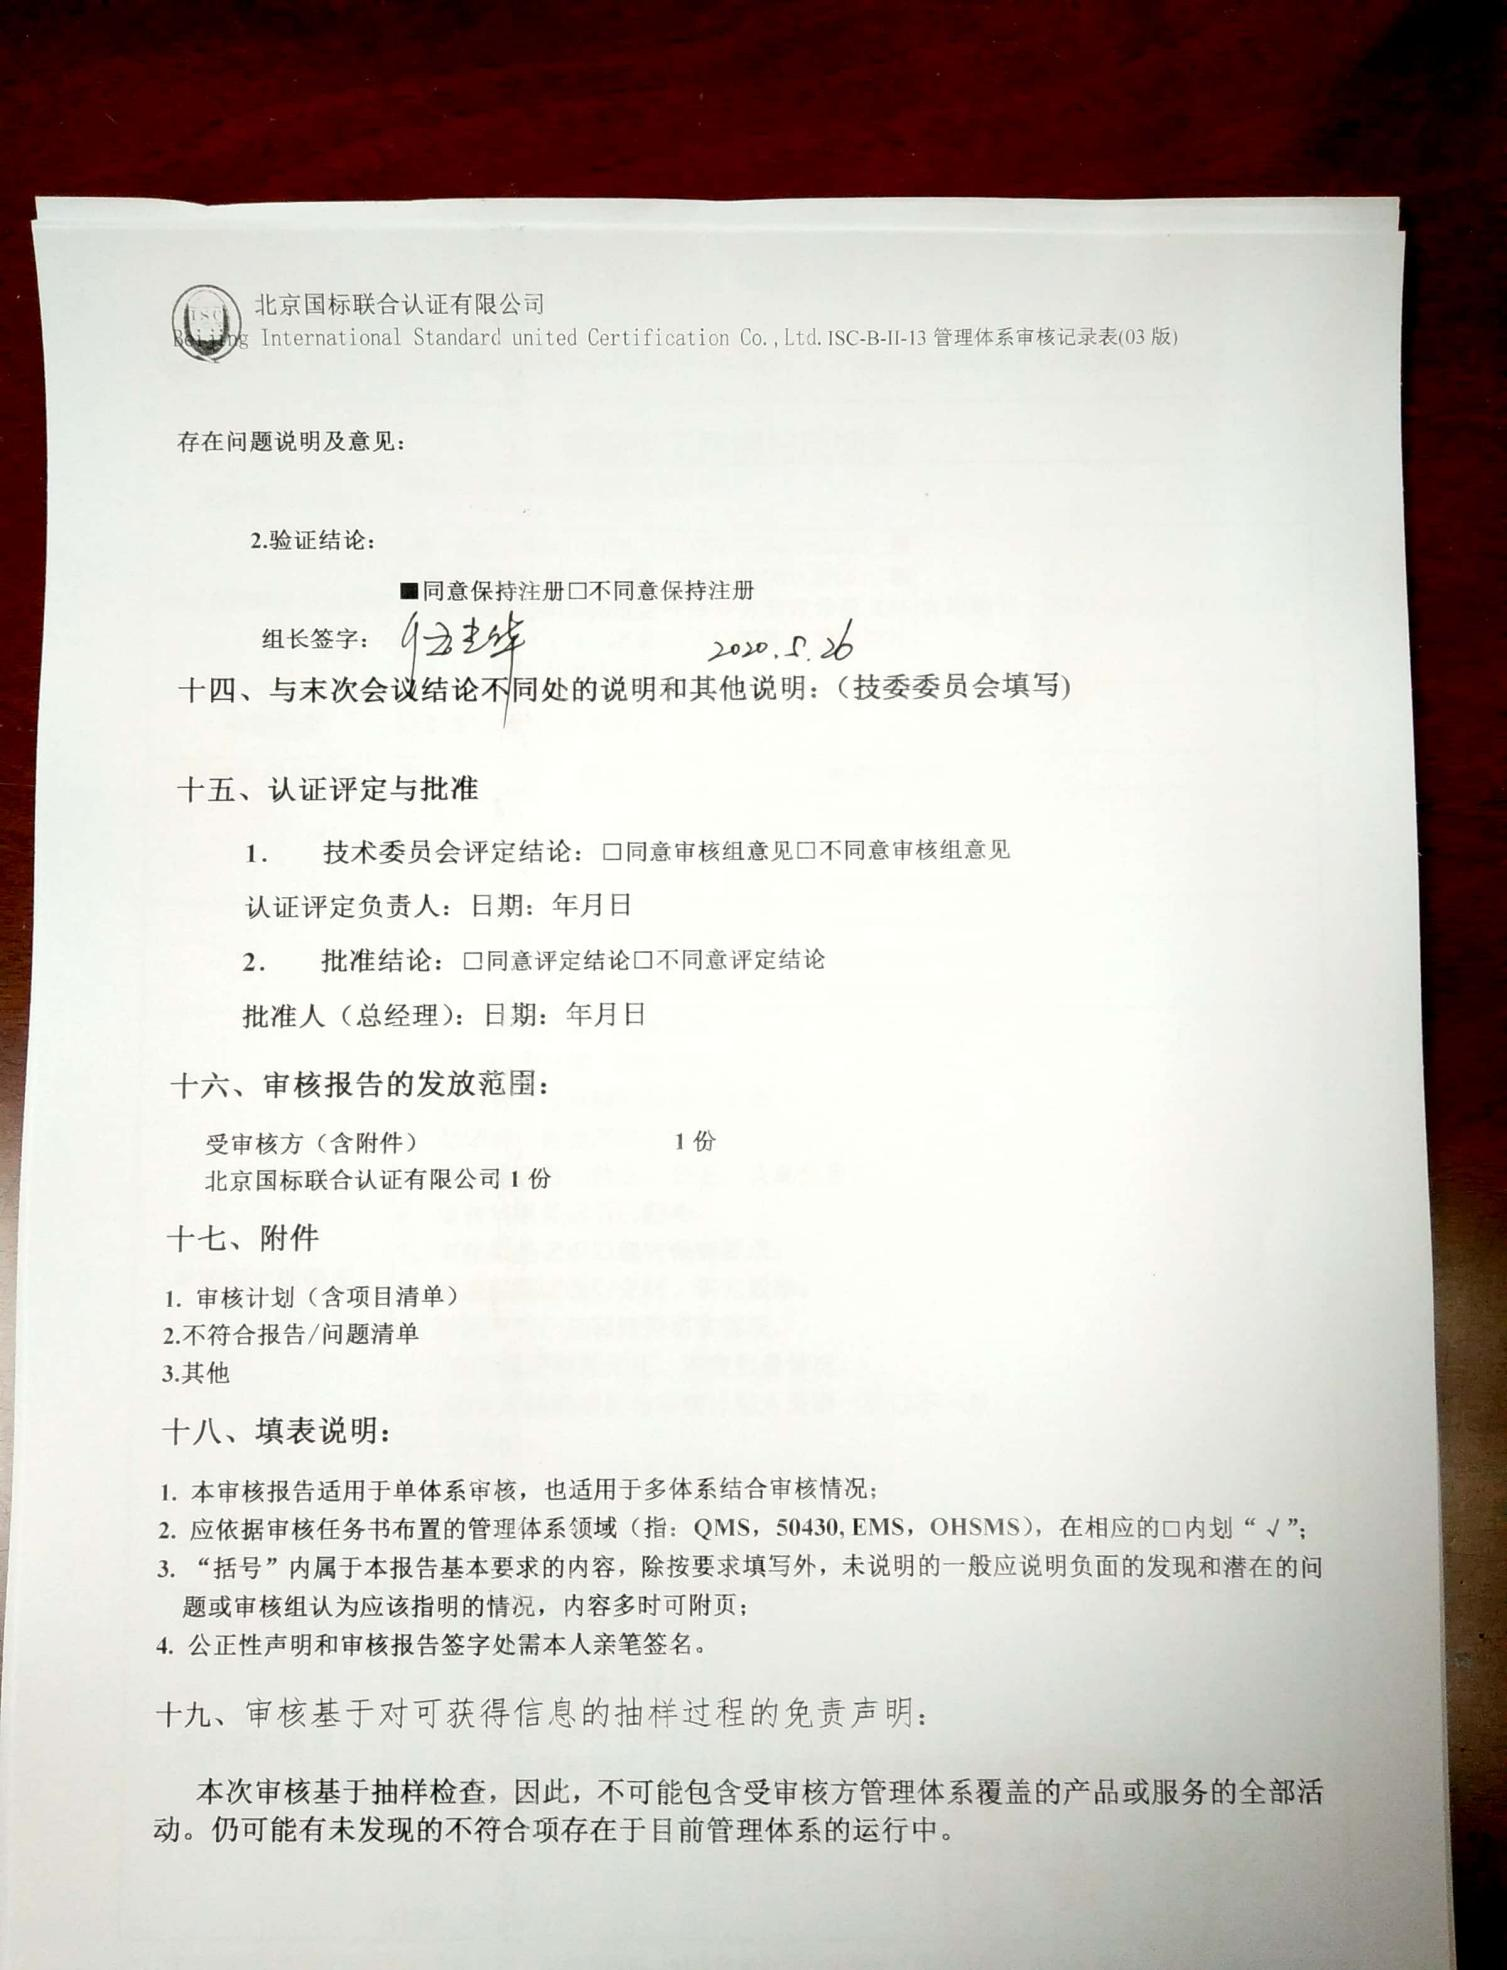 ISC
北京国标联合认证有限公司
Beijing International Standard united Certification Co.,Ltd. ISC-B-II-13 管理体系审核记录表(03 版)
存在问题说明及意见：
2.验证结论：
■同意保持注册□不同意保持注册
组长签字： 2020.5.26
十四、与末次会议结论不同处的说明和其他说明：（技委委员会填写)
十五、认证评定与批准
1. 技术委员会评定结论：□同意审核组意见□不同意审核组意见
认证评定负责人：日期：年月日
2. 批准结论：□同意评定结论□不同意评定结论
批准人（总经理）：日期：年月日
十六、审核报告的发放范围：
受审核方（含附件） 1 份
北京国标联合认证有限公司 1 份
十七、附件
1. 审核计划（含项目清单）
2.不符合报告/问题清单
3.其他
十八、填表说明：
1. 本审核报告适用于单体系审核，也适用于多体系结合审核情况；
2. 应依据审核任务书布置的管理体系领域（指：QMS，50430, EMS，OHSMS），在相应的□内划“ √ ”；
3. “括号”内属于本报告基本要求的内容，除按要求填写外，未说明的一般应说明负面的发现和潜在的问
题或审核组认为应该指明的情况，内容多时可附页；
4. 公正性声明和审核报告签字处需本人亲笔签名。
十九、审核基于对可获得信息的抽样过程的免责声明：
本次审核基于抽样检查，因此，不可能包含受审核方管理体系覆盖的产品或服务的全部活
动。仍可能有未发现的不符合项存在于目前管理体系的运行中。